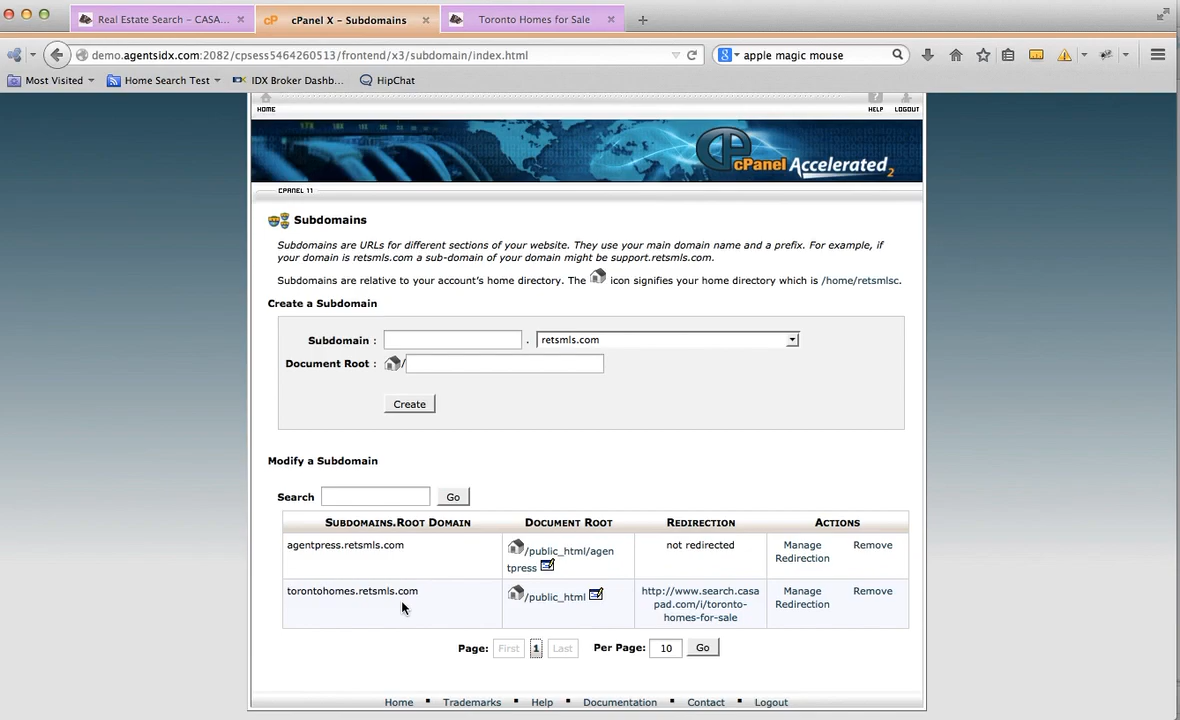 Real Estate Search - CASA...
cPanel X - Subdomains
Toronto Homes for Sale
demo.agentsidx.com:2082/cpsess5464260513/frontend/x3/subdomain/index.html
apple magic mouse
Most Visited
Home Search Test
IDX Broker Dashb...
HipChat
HOME
HELP
LOGOUT
cPanel Accelerated2
CPANEL 11
Subdomains
Subdomains are URLs for different sections of your website. They use your main domain name and a prefix. For example, if
your domain is retsmls.com a sub-domain of your domain might be support.retsmls.com.
Subdomains are relative to your account's home directory. The icon signifies your home directory which is /home/retsmlsc.
Create a Subdomain
Subdomain : . retsmls.com
Document Root : /
Create
Modify a Subdomain
Search Go
SUBDOMAINS.ROOT DOMAIN DOCUMENT ROOT REDIRECTION ACTIONS
agentpress.retsmls.com
/public_html/agen
tpress
not redirected
Manage
Redirection
Remove
torontohomes.retsmls.com
/public_html
http://www.search.casa
pad.com/i/toronto-
homes-for-sale
Manage
Redirection
Remove
Page: First 1 Last Per Page: 10 Go
Home Trademarks Help Documentation Contact Logout